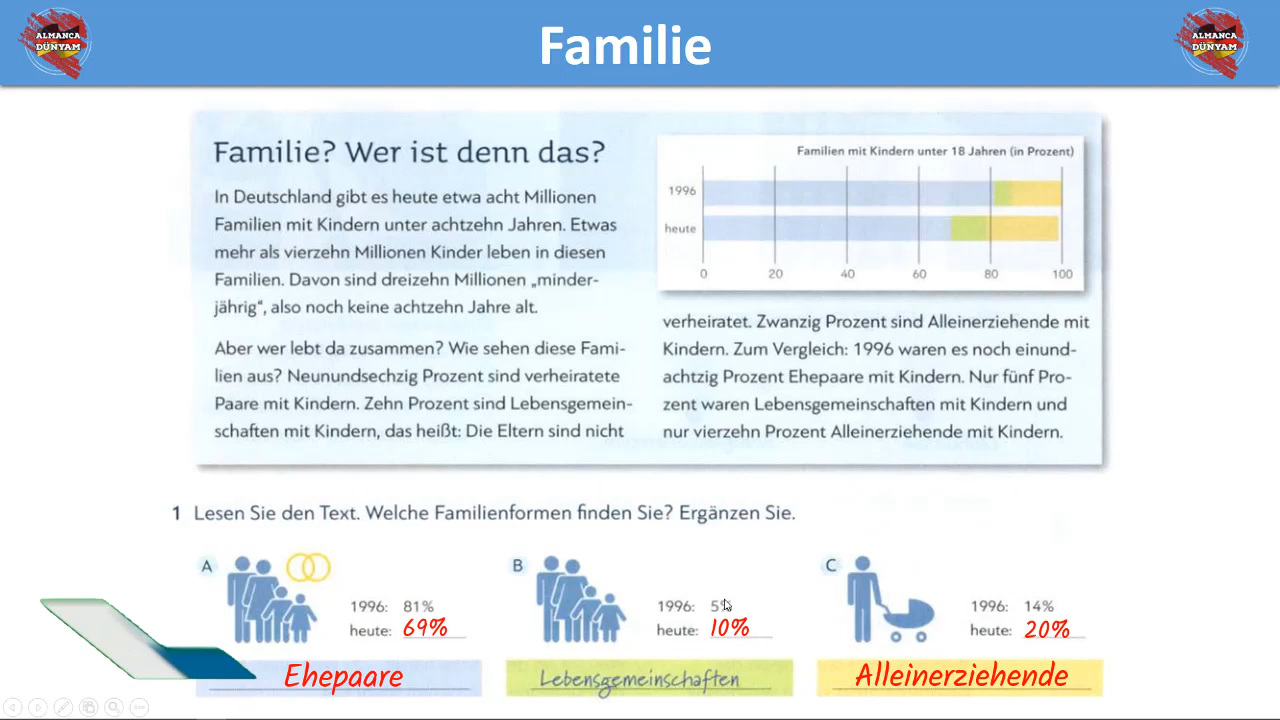 Familie
ALMANCA
DÜNYAM
ALMANCA
DÜNYAM
Familie? Wer ist denn das?
In Deutschland gibt es heute etwa acht Millionen
Familien mit Kindern unter achtzehn Jahren. Etwas
mehr als vierzehn Millionen Kinder leben in diesen
Familien. Davon sind dreizehn Millionen „minder-
jährig“, also noch keine achtzehn Jahre alt.
Aber wer lebt da zusammen? Wie sehen diese Fami-
lien aus? Neunundsechzig Prozent sind verheiratete
Paare mit Kindern. Zehn Prozent sind Lebensgemein-
schaften mit Kindern, das heißt: Die Eltern sind nicht
Familien mit Kindern unter 18 Jahren (in Prozent)
1996
heute
0 20 40 60 80 100
verheiratet. Zwanzig Prozent sind Alleinerziehende mit
Kindern. Zum Vergleich: 1996 waren es noch einund-
achtzig Prozent Ehepaare mit Kindern. Nur fünf Pro-
zent waren Lebensgemeinschaften mit Kindern und
nur vierzehn Prozent Alleinerziehende mit Kindern.
1 Lesen Sie den Text. Welche Familienformen finden Sie? Ergänzen Sie.
A
1996: 81%
heute: 69%
Ehepaare
B
1996: 5%
heute: 10%
Lebensgemeinschaften
C
1996: 14%
heute: 20%
Alleinerziehende